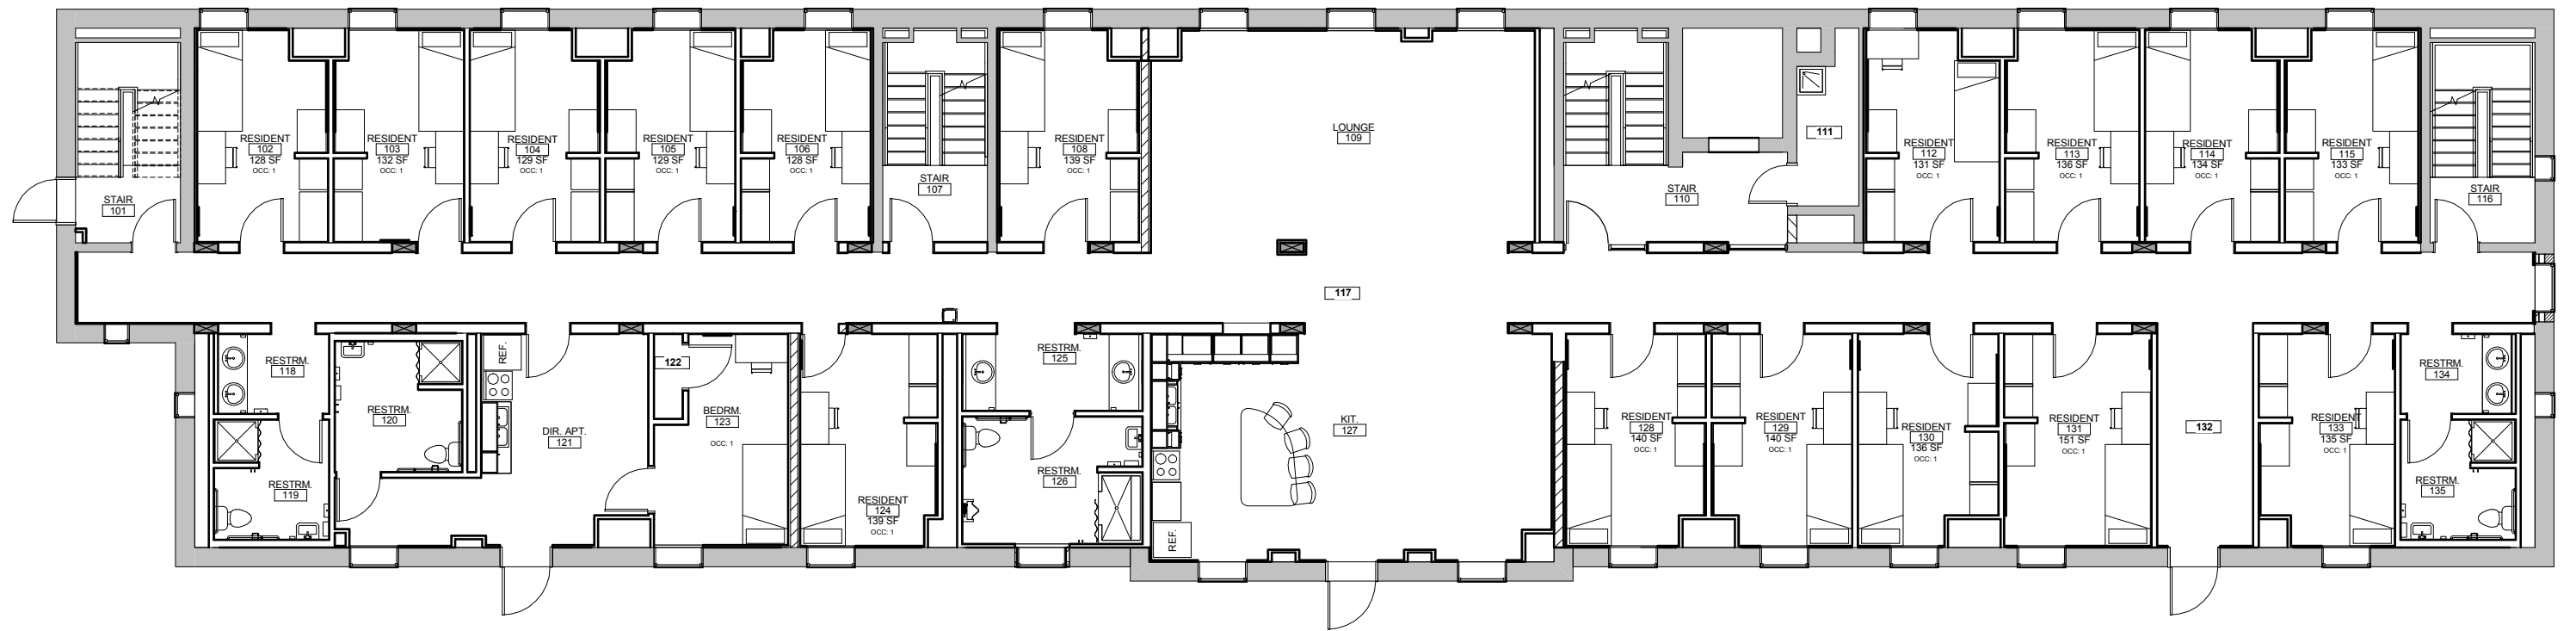 STAIR
101
RESIDENT
102
128 SF
OCC: 1
RESIDENT
103
132 SF
OCC: 1
RESIDENT
104
129 SF
OCC: 1
RESIDENT
105
129 SF
OCC: 1
RESIDENT
106
128 SF
OCC: 1
STAIR
107
RESIDENT
108
139 SF
OCC: 1
LOUNGE
109
STAIR
110
111
RESIDENT
112
131 SF
OCC: 1
RESIDENT
113
136 SF
OCC: 1
RESIDENT
114
134 SF
OCC: 1
RESIDENT
115
133 SF
OCC: 1
STAIR
116
117
RESTRM.
118
RESTRM.
119
RESTRM.
120
REF.
DIR. APT.
121
122
BEDRM.
123
OCC: 1
RESIDENT
124
139 SF
OCC: 1
RESTRM.
125
RESTRM.
126
REF.
KIT.
127
RESIDENT
128
140 SF
OCC: 1
RESIDENT
129
140 SF
OCC: 1
RESIDENT
130
136 SF
OCC: 1
RESIDENT
131
151 SF
OCC: 1
132
RESIDENT
133
135 SF
OCC: 1
RESTRM.
134
RESTRM.
135